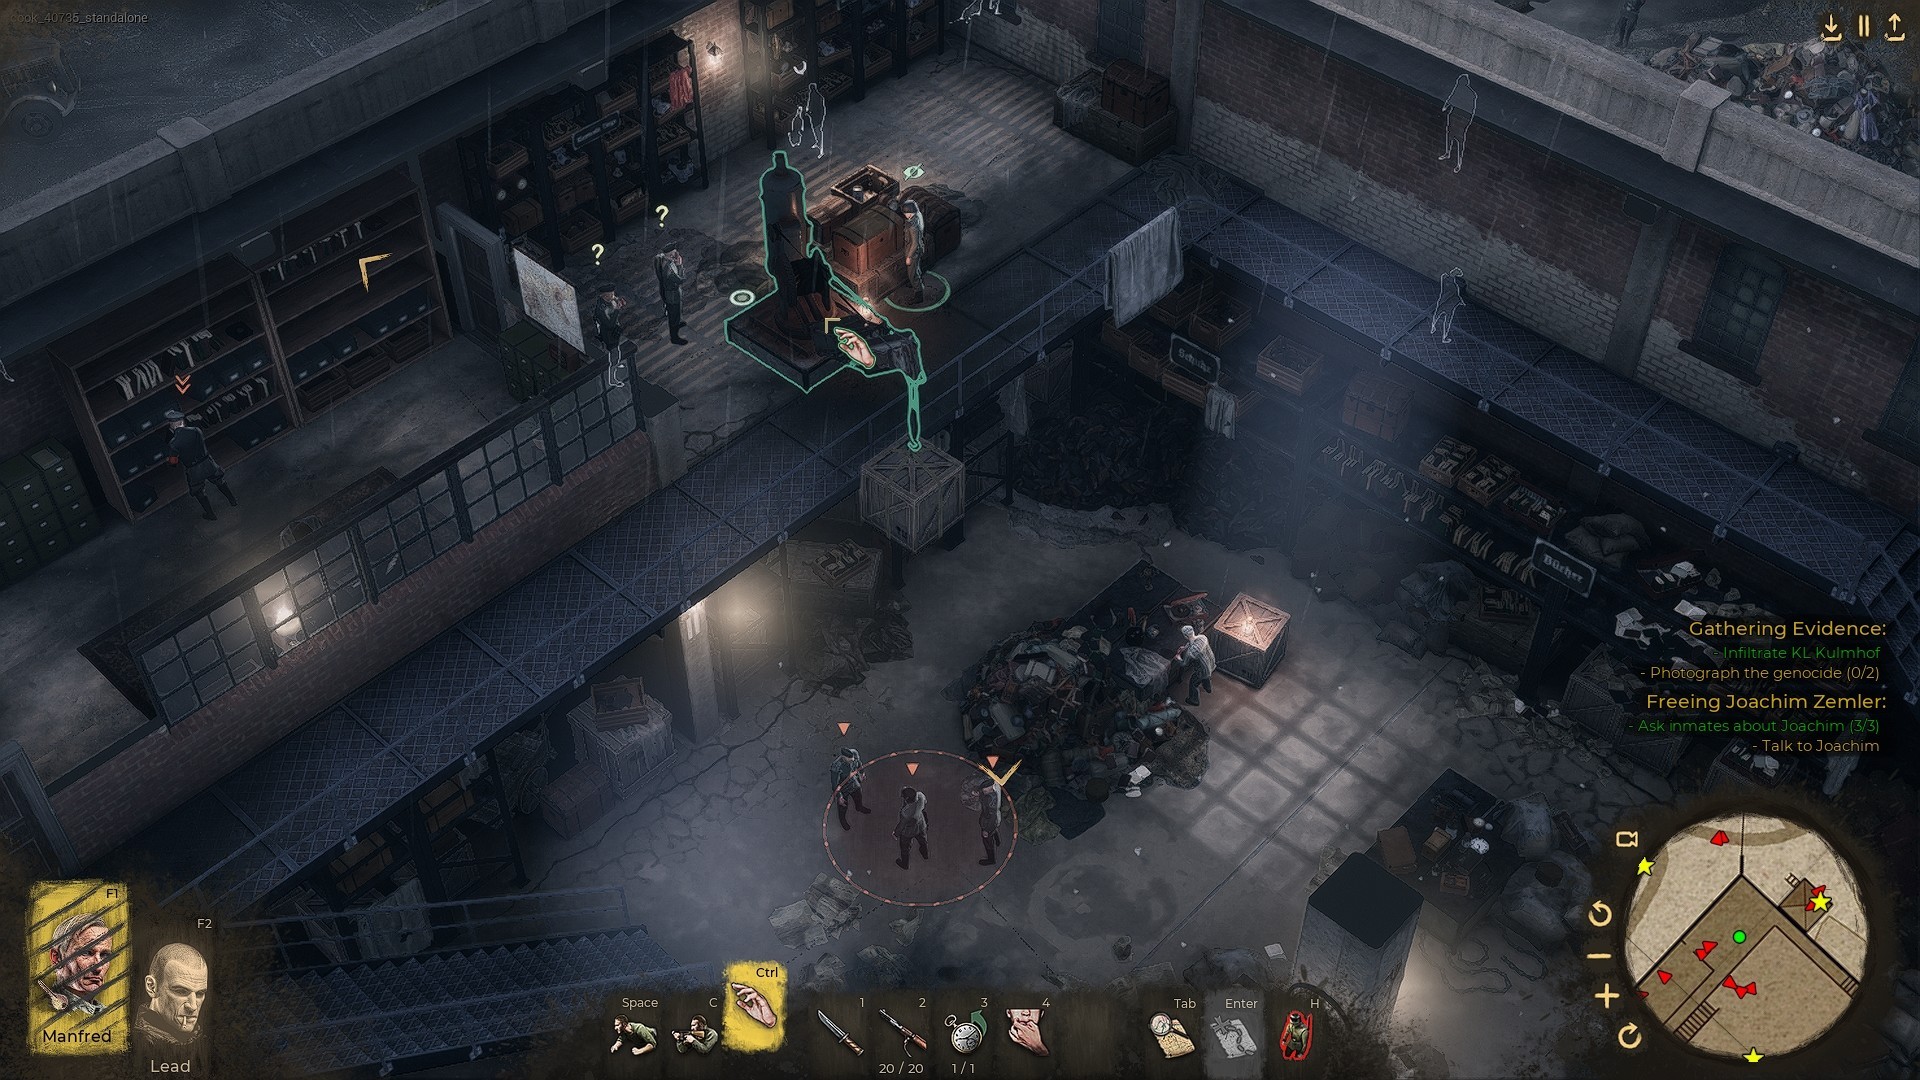 cook_40735_standalone
?
?
Bücher
Gathering Evidence:
- Infiltrate KL Kulmhof
- Photograph the genocide (0/2)
Freeing Joachim Zemler:
- Ask inmates about Joachim (3/3)
- Talk to Joachim
F1
F2
Manfred
Lead
Space
C
Ctrl
1
2
3
4
Tab
Enter
H
20 / 20
1 / 1